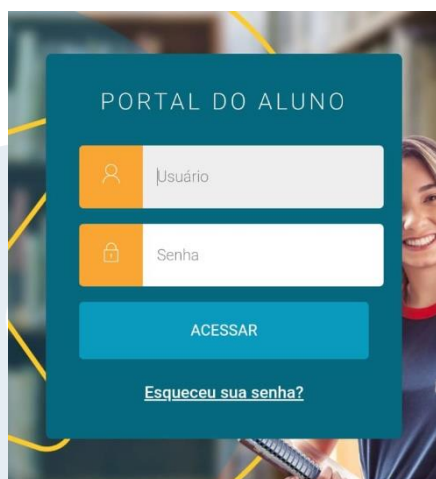 PORTAL DO ALUNO
Usuário
Senha
ACESSAR
Esqueceu sua senha?